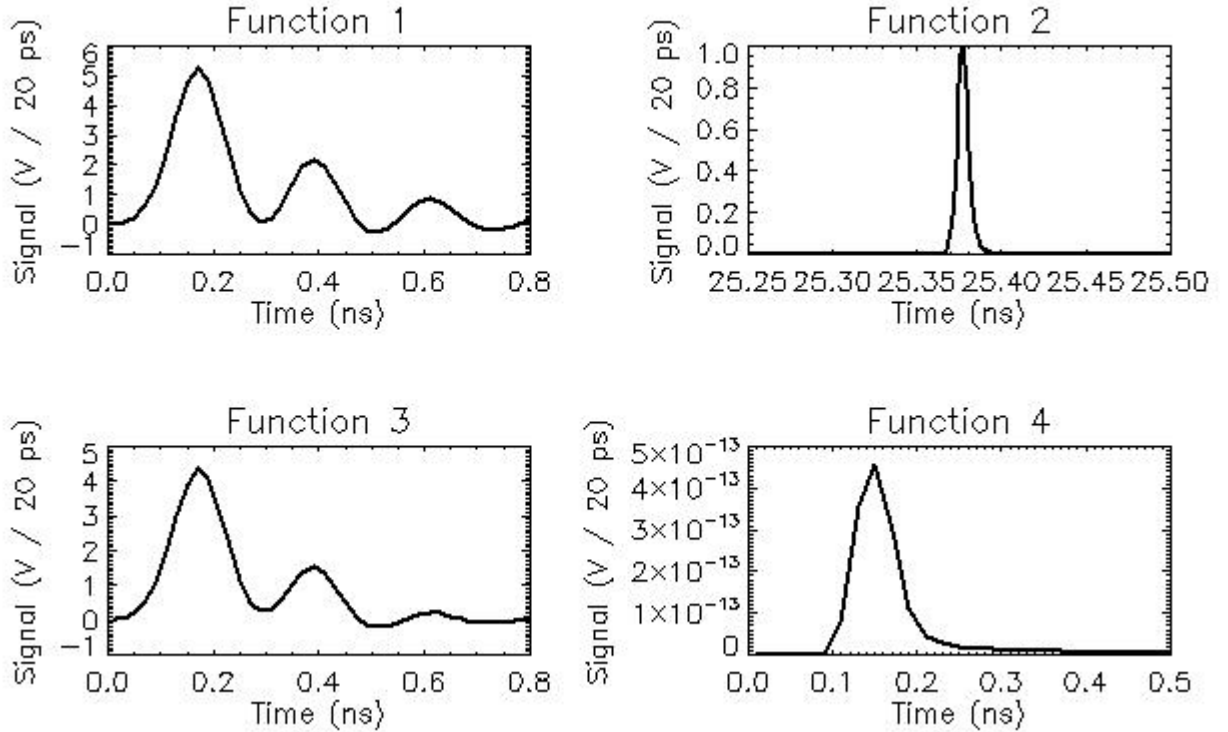 Function 1
Signal (V / 20 ps)
6
5
4
3
2
1
0
-1
0.0 0.2 0.4 0.6 0.8
Time (ns)
Function 2
Signal (V / 20 ps)
1.0
0.8
0.6
0.4
0.2
0.0
25.25 25.30 25.35 25.40 25.45 25.50
Time (ns)
Function 3
Signal (V / 20 ps)
5
4
3
2
1
0
-1
0.0 0.2 0.4 0.6 0.8
Time (ns)
Function 4
Signal (V / 20 ps)
5×10⁻¹³
4×10⁻¹³
3×10⁻¹³
2×10⁻¹³
1×10⁻¹³
0
0.0 0.1 0.2 0.3 0.4 0.5
Time (ns)